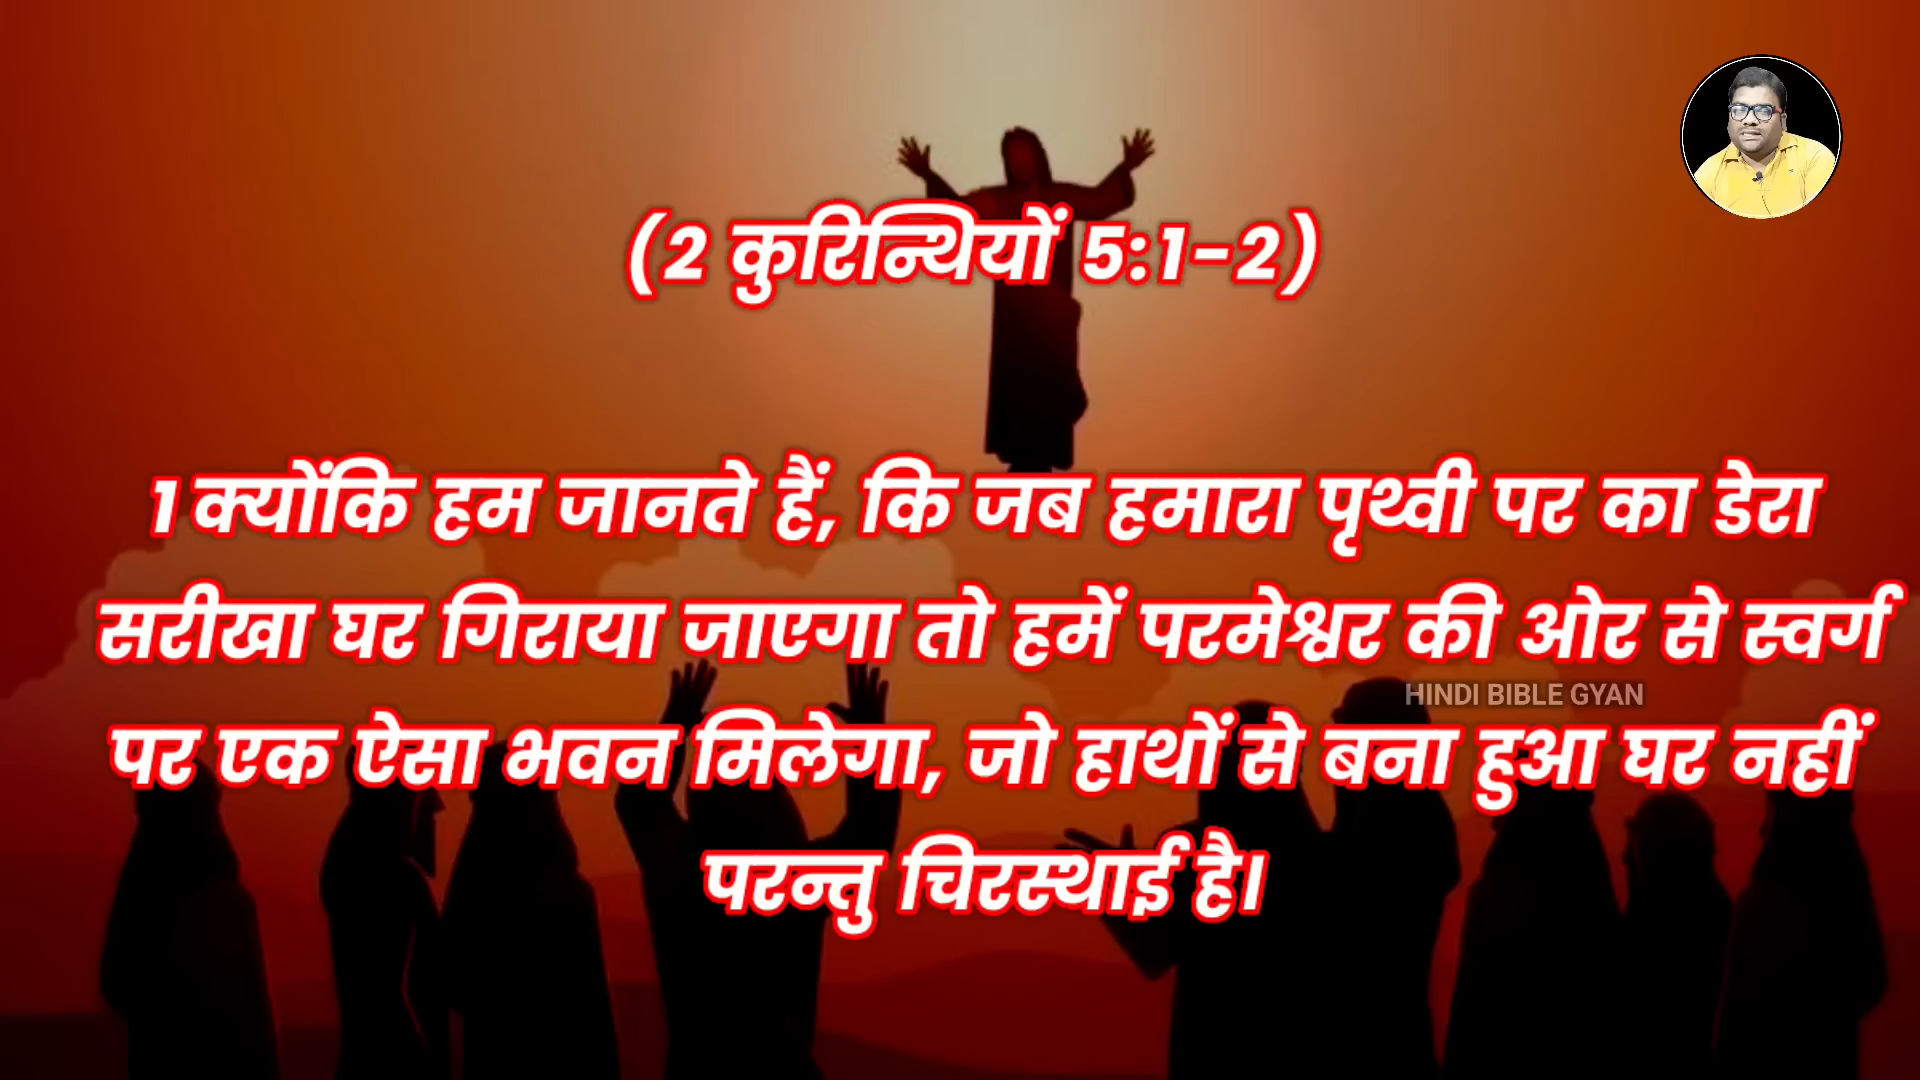 (2 कुरिन्थियों 5:1-2)
1 क्योंकि हम जानते हैं, कि जब हमारा पृथ्वी पर का डेरा
सरीखा घर गिराया जाएगा तो हमें परमेश्वर की ओर से स्वर्ग
HINDI BIBLE GYAN
पर एक ऐसा भवन मिलेगा, जो हाथों से बना हुआ घर नहीं
परन्तु चिरस्थाई है।